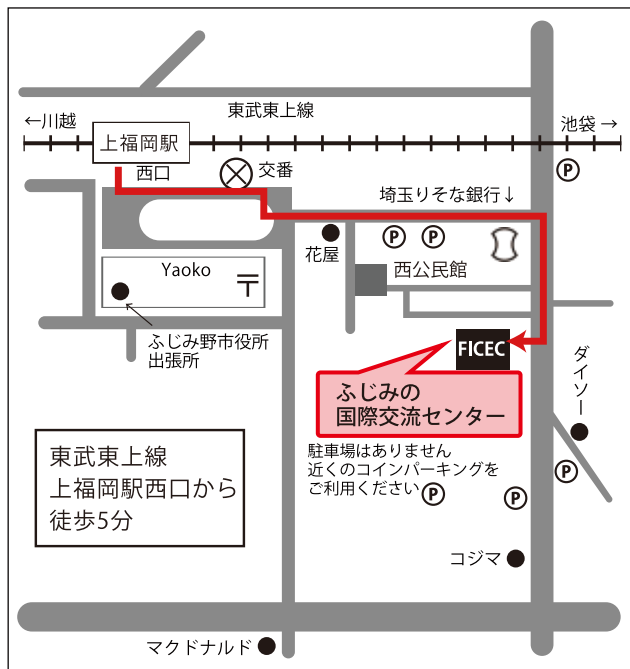 東武東上線
←川越
池袋→
上福岡駅
西口
交番
P
埼玉りそな銀行↓
花屋
P
P
西公民館
Yaoko
〒
ふじみ野市役所
出張所
FICEC
ダイソー
ふじみの
国際交流センター
駐車場はありません
近くのコインパーキングを
ご利用ください
P
P
P
東武東上線
上福岡駅西口から
徒歩5分
コジマ
マクドナルド